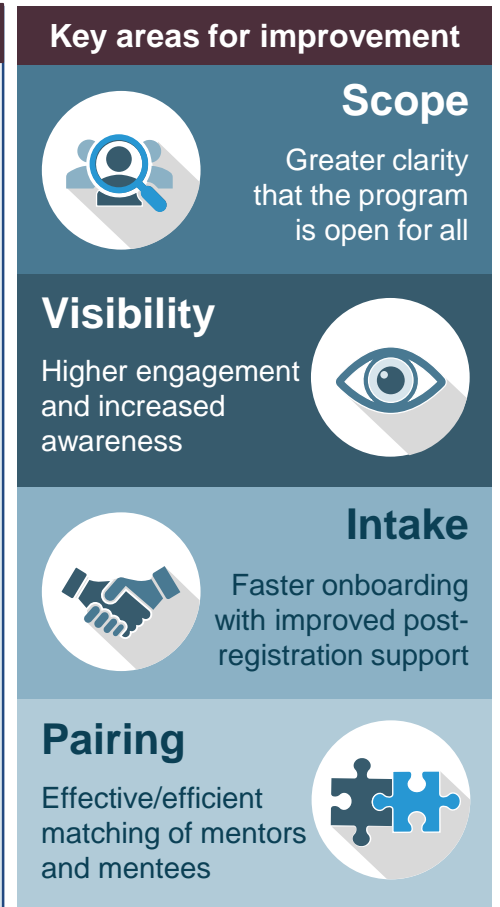 Key areas for improvement
Scope
Greater clarity
that the program
is open for all
Visibility
Higher engagement
and increased
awareness
Intake
Faster onboarding
with improved post-
registration support
Pairing
Effective/efficient
matching of mentors
and mentees